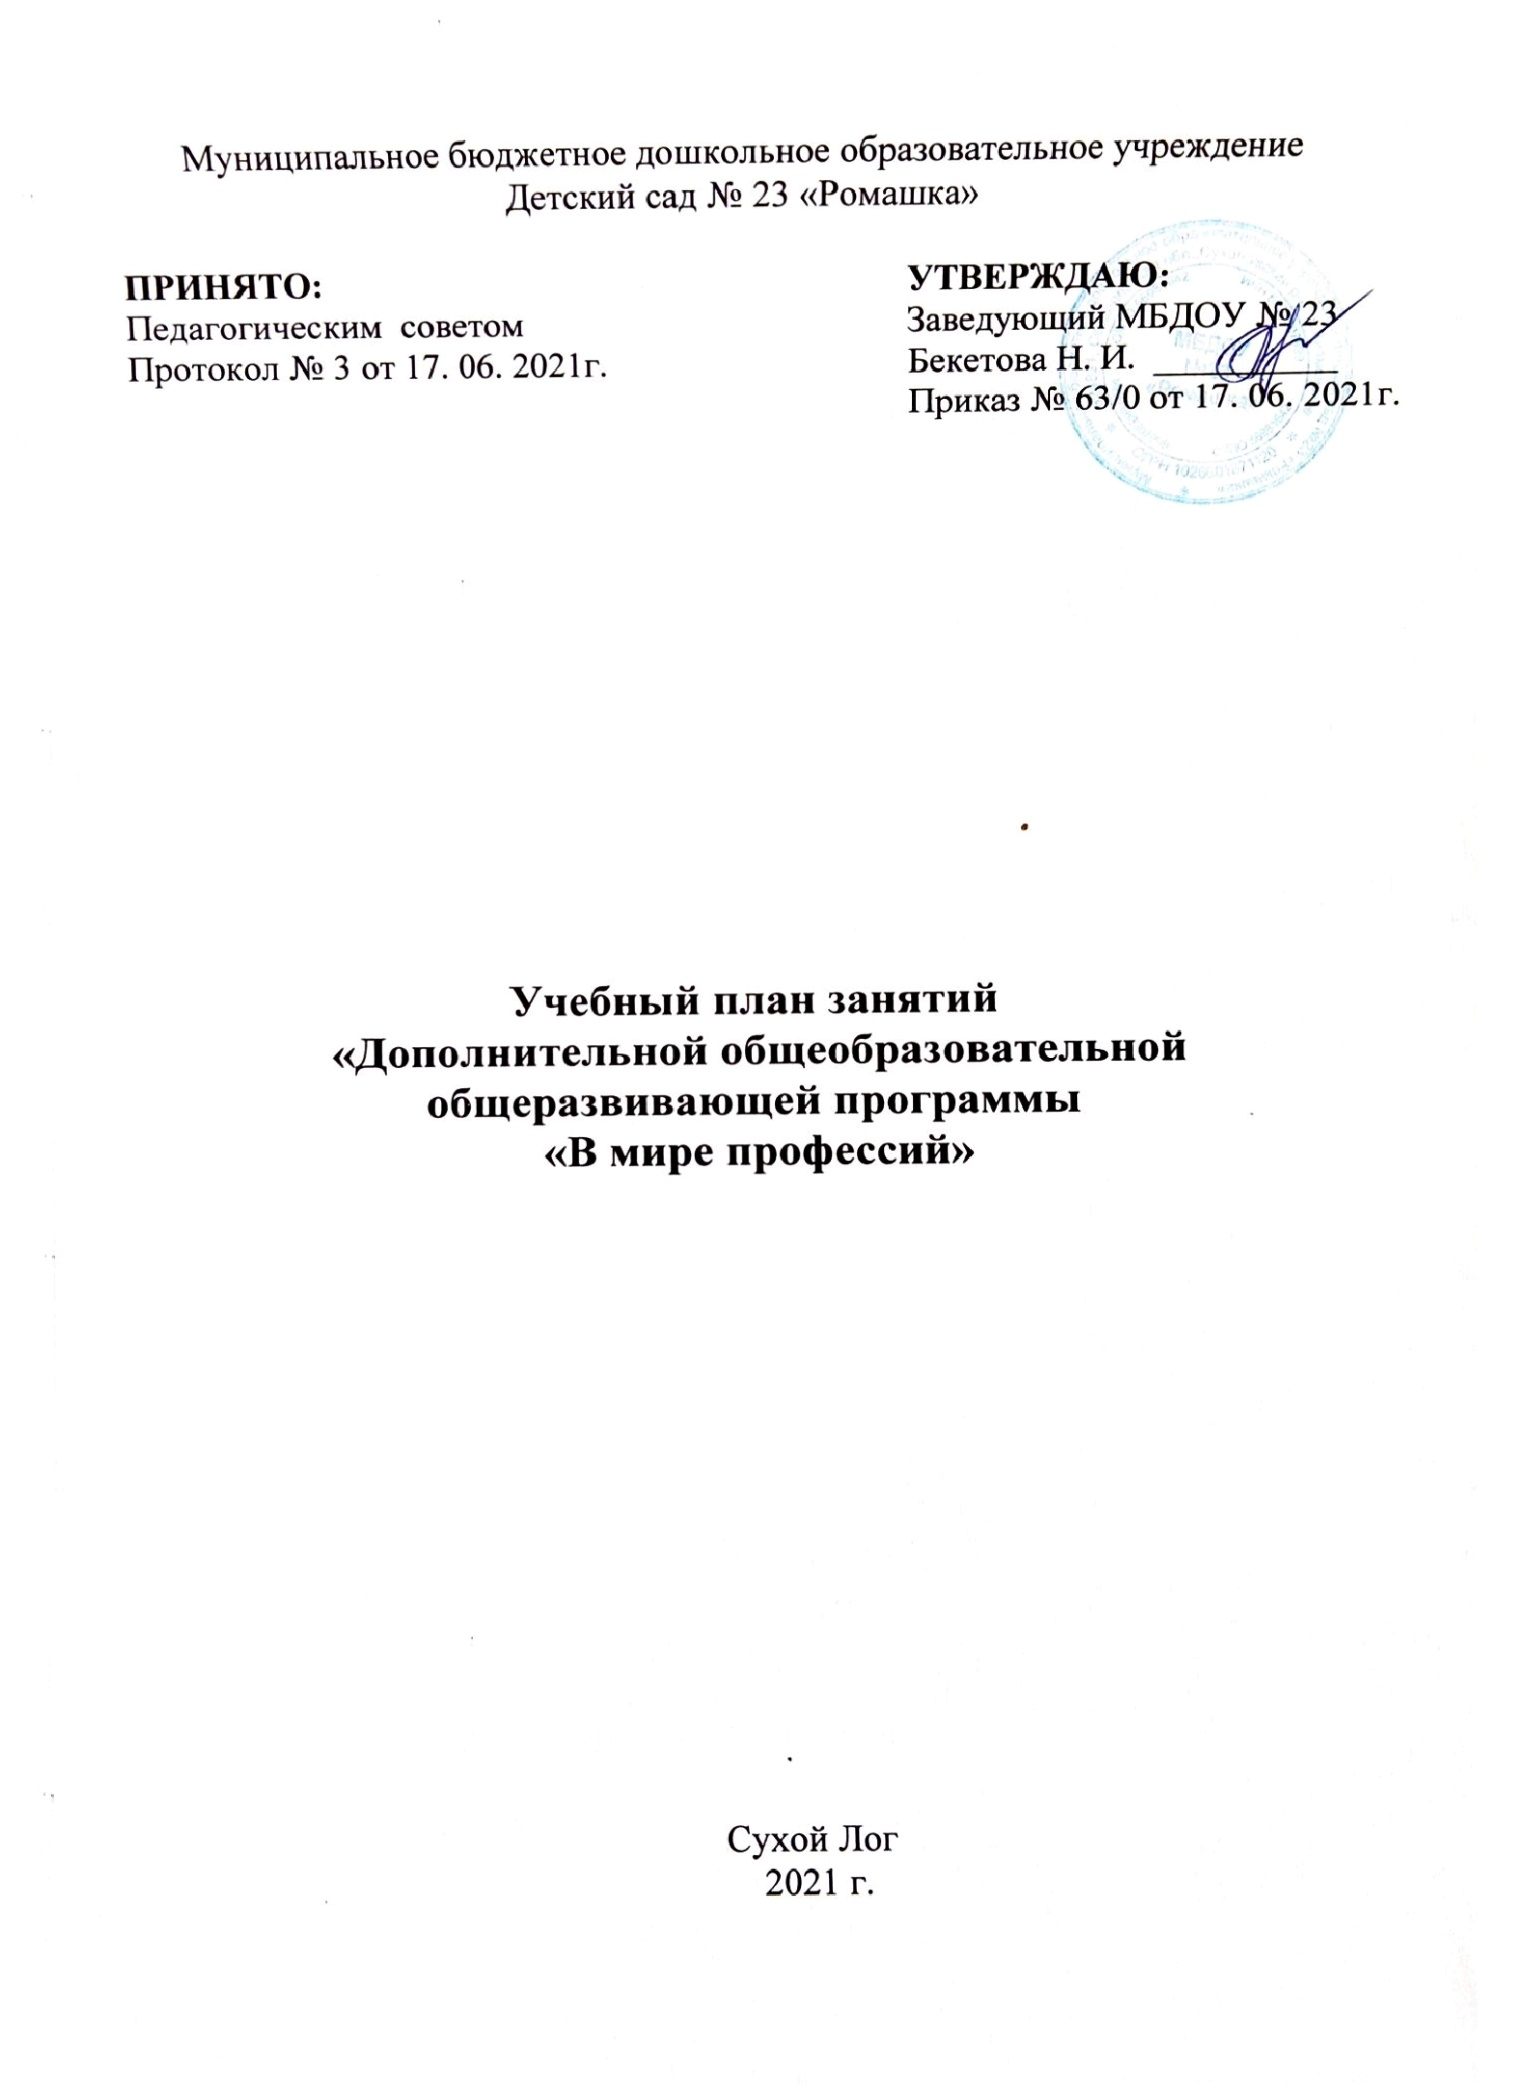 Муниципальное бюджетное дошкольное образовательное учреждение
Детский сад № 23 «Ромашка»
ПРИНЯТО:
Педагогическим советом
Протокол № 3 от 17. 06. 2021г.
УТВЕРЖДАЮ:
Заведующий МБДОУ № 23
Бекетова Н. И. __________
Приказ № 63/0 от 17. 06. 2021г.
Учебный план занятий
«Дополнительной общеобразовательной
общеразвивающей программы
«В мире профессий»
Сухой Лог
2021 г.